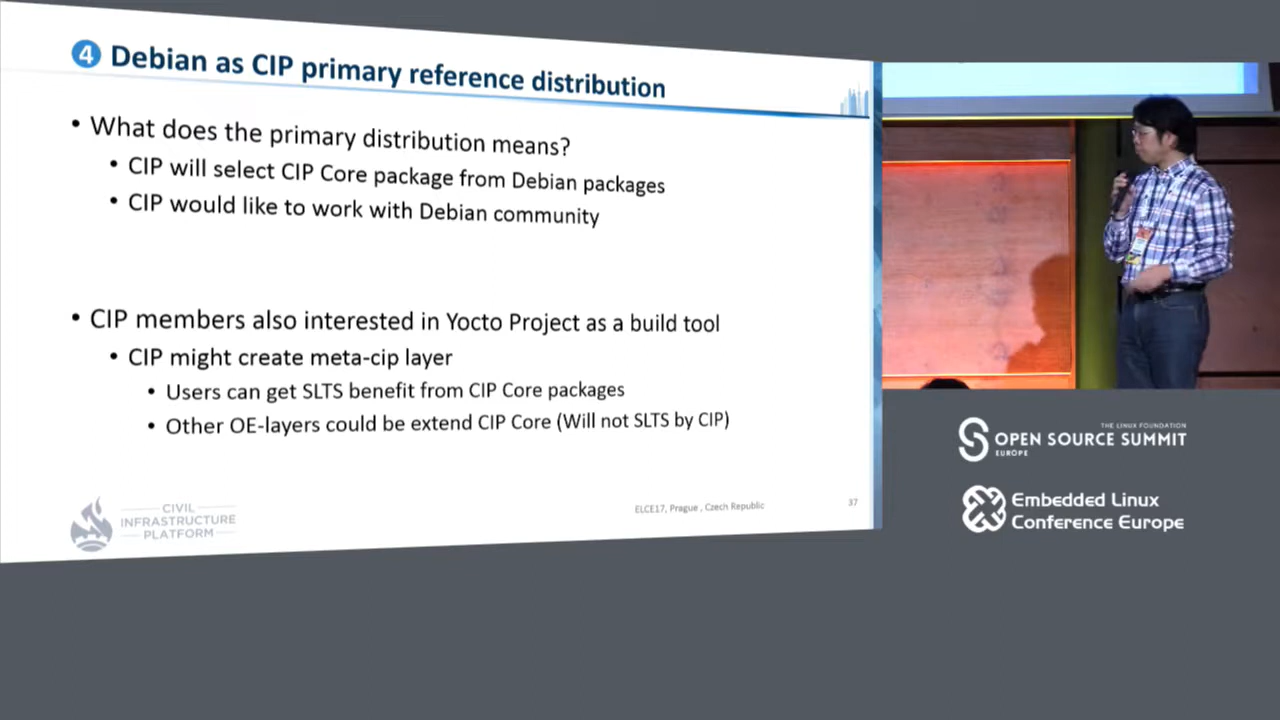 4 Debian as CIP primary reference distribution
• What does the primary distribution means?
• CIP will select CIP Core package from Debian packages
• CIP would like to work with Debian community
• CIP members also interested in Yocto Project as a build tool
• CIP might create meta-cip layer
• Users can get SLTS benefit from CIP Core packages
• Other OE-layers could be extend CIP Core (Will not SLTS by CIP)
CIVIL
INFRASTRUCTURE
PLATFORM
ELCE17, Prague , Czech Republic
37
THE LINUX FOUNDATION
OPEN SOURCE SUMMIT
EUROPE
Embedded Linux
Conference Europe